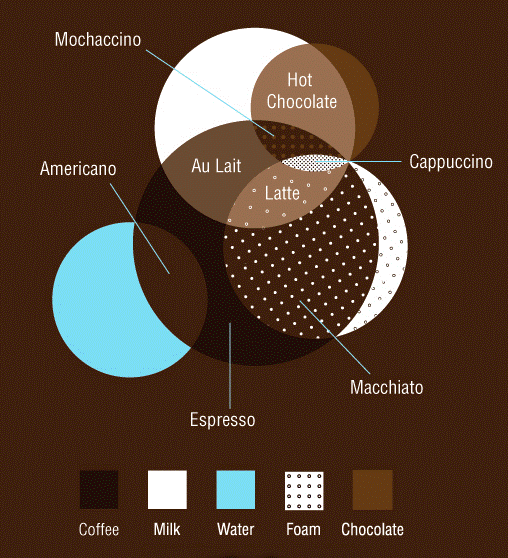 Mochaccino
Hot
Chocolate
Americano
Au Lait
Cappuccino
Latte
Macchiato
Espresso
Coffee
Milk
Water
Foam
Chocolate